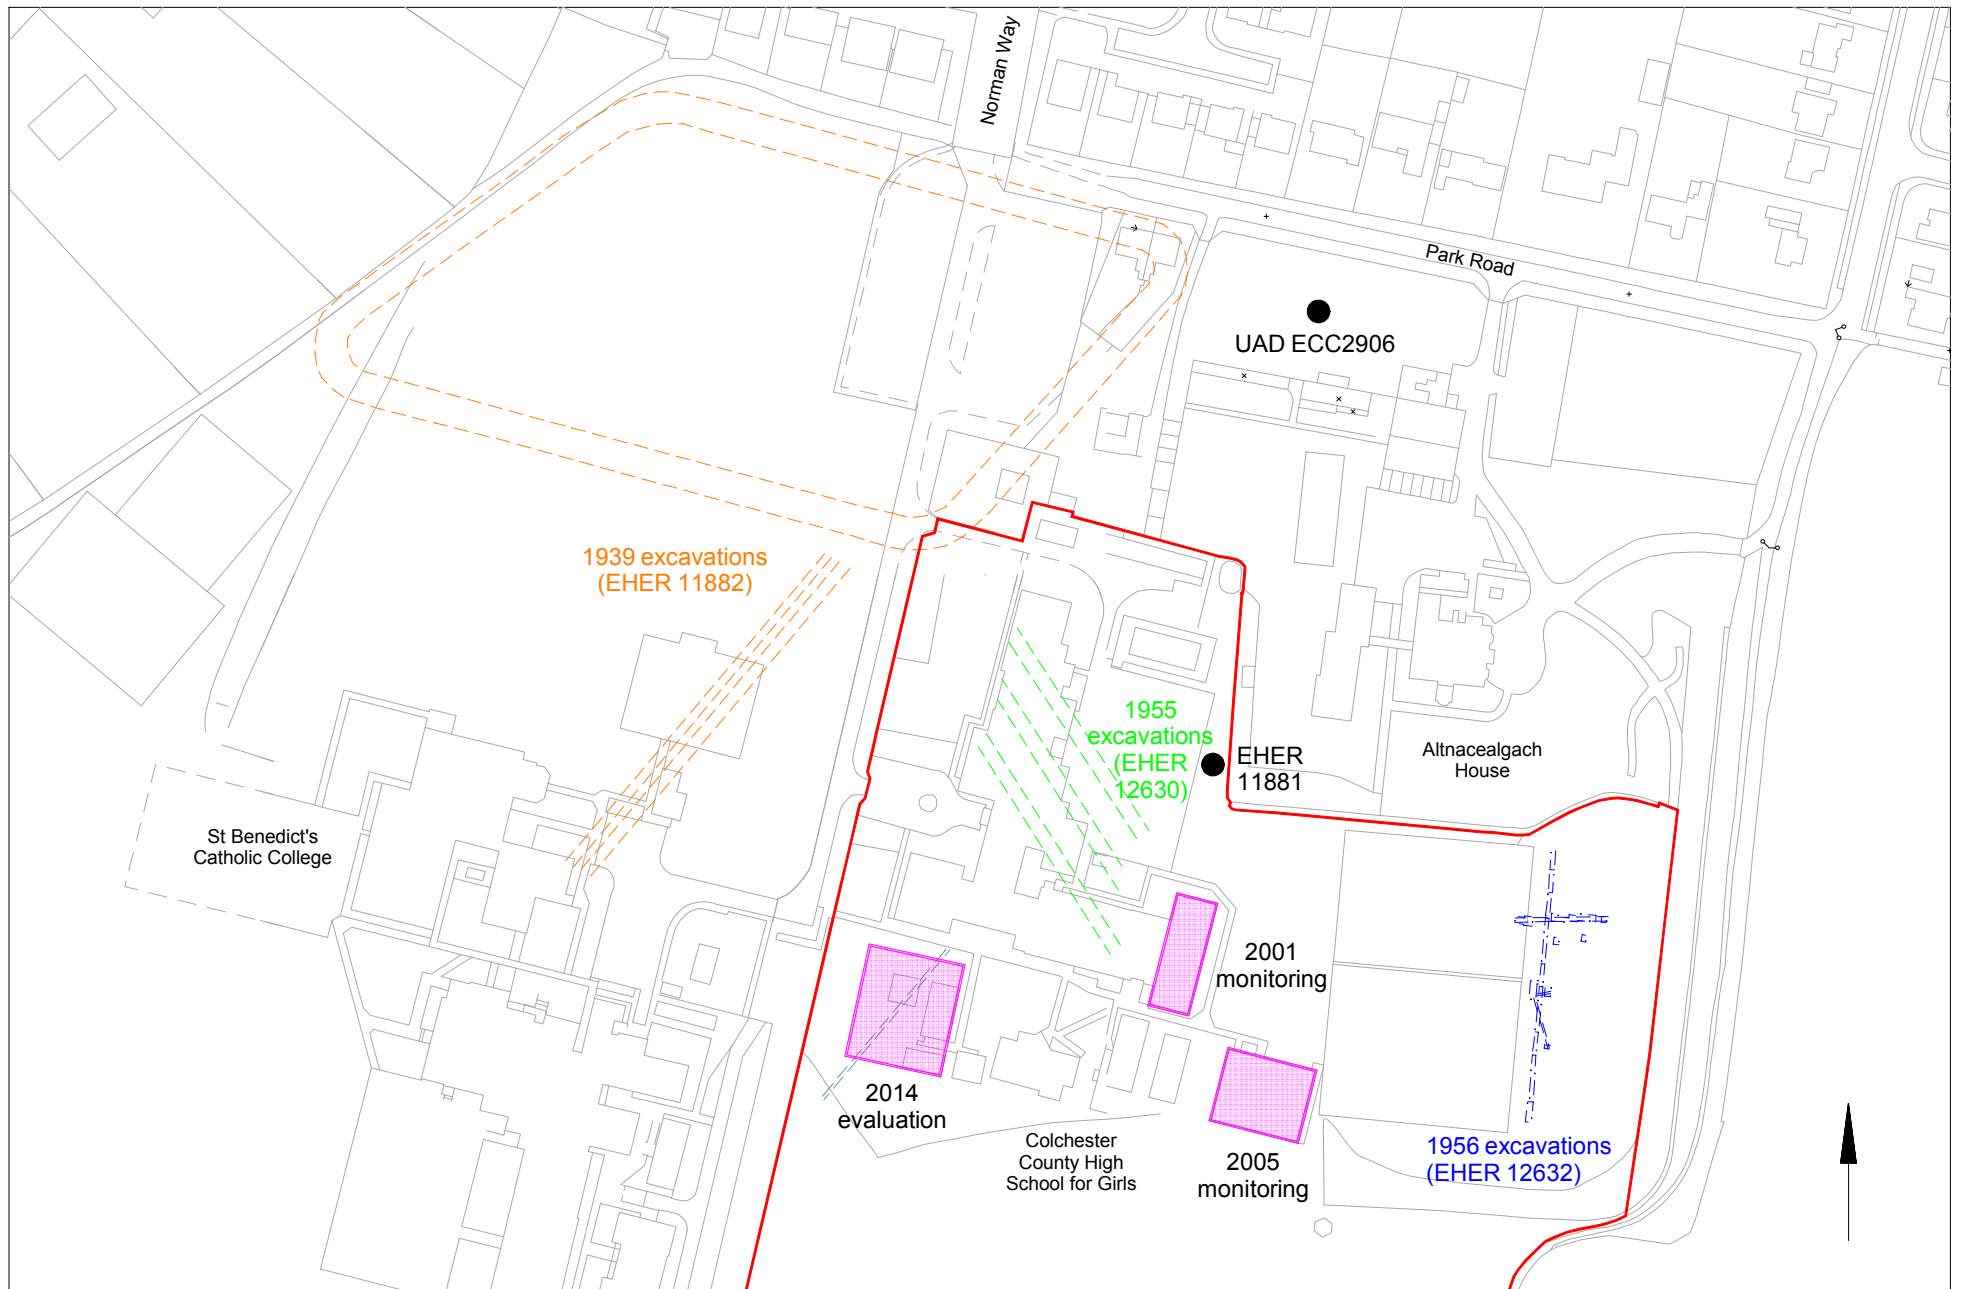 Norman Way
Park Road
UAD ECC2906
1939 excavations
(EHER 11882)
1955
excavations
(EHER
12630)
EHER
11881
Altnacealgach
House
St Benedict's
Catholic College
2001
monitoring
2014
evaluation
Colchester
County High
School for Girls
2005
monitoring
1956 excavations
(EHER 12632)